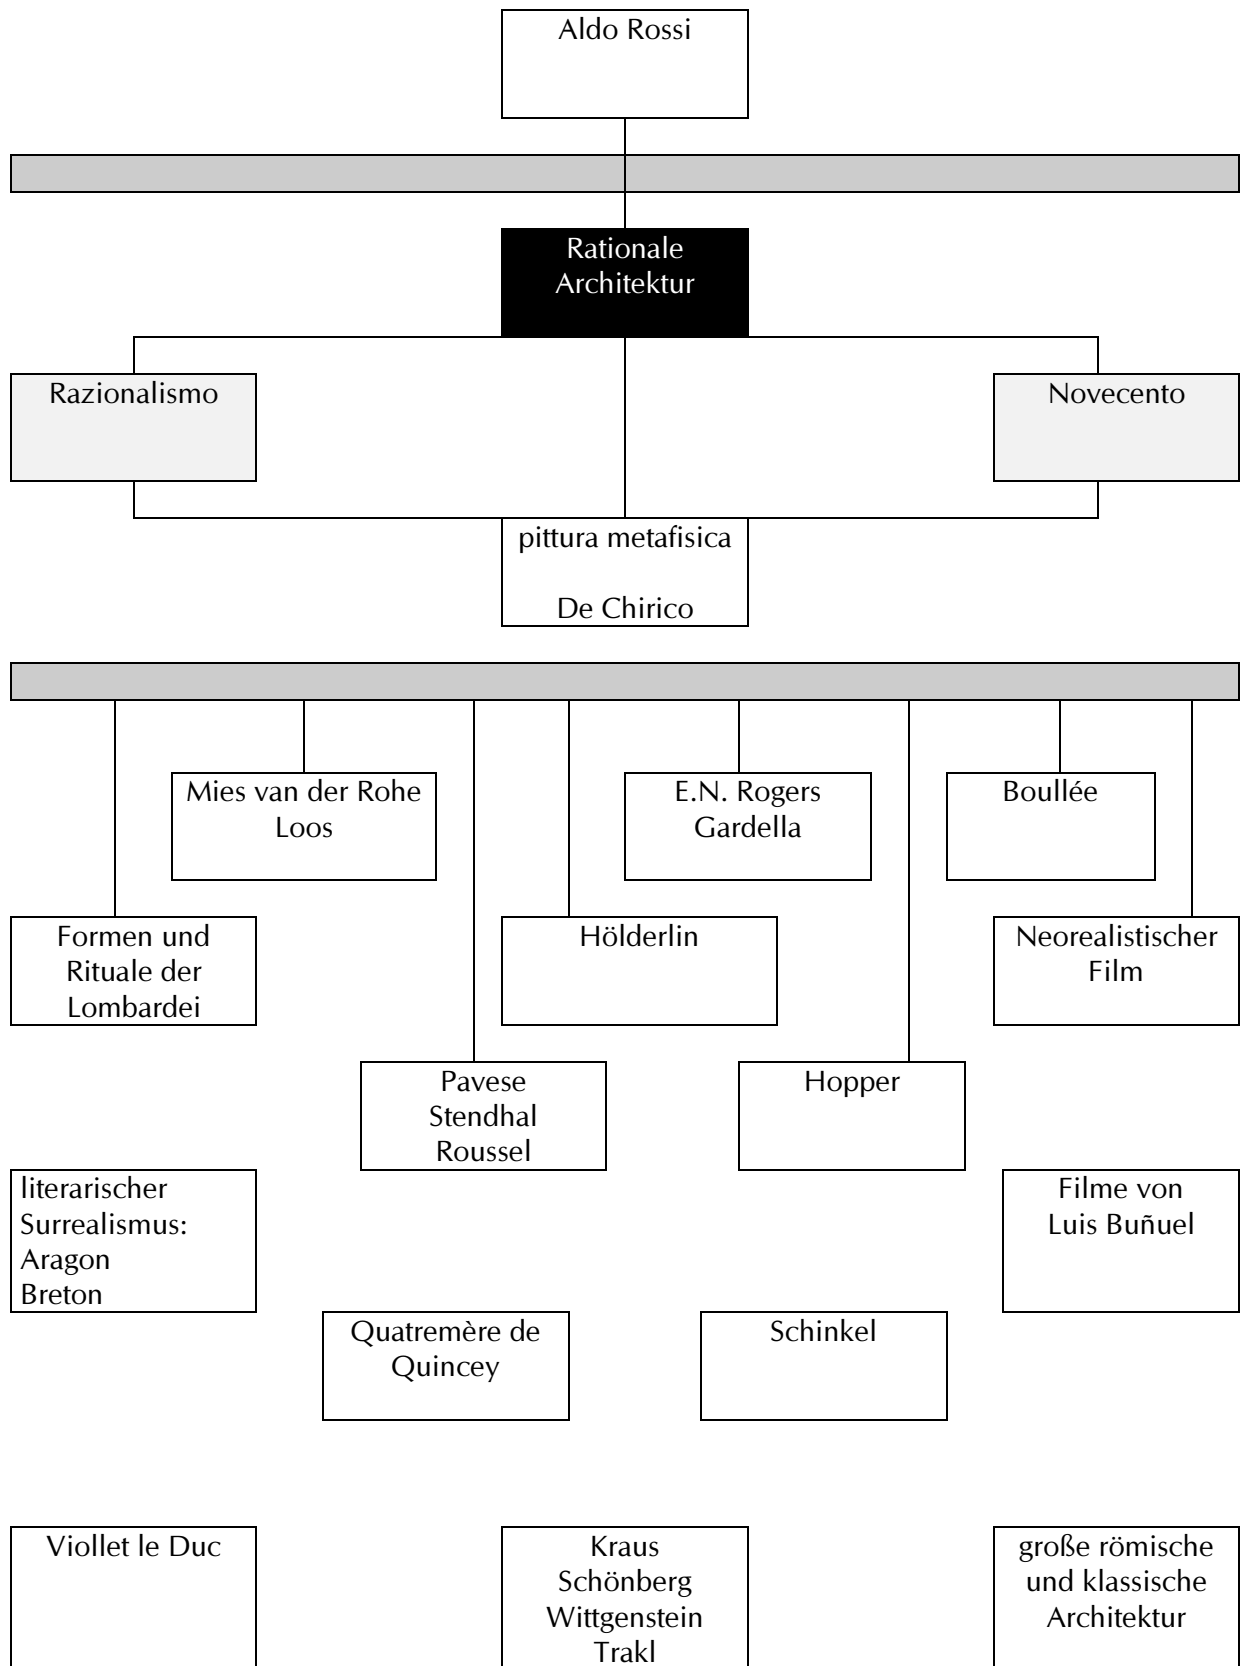 Aldo Rossi
Rationale
Architektur
Razionalismo
Novecento
pittura metafisica
De Chirico
Mies van der Rohe
Loos
E.N. Rogers
Gardella
Boullée
Formen und
Rituale der
Lombardei
Hölderlin
Neorealistischer
Film
Pavese
Stendhal
Roussel
Hopper
literarischer
Surrealismus:
Aragon
Breton
Filme von
Luis Buñuel
Quatremère de
Quincey
Schinkel
Viollet le Duc
Kraus
Schönberg
Wittgenstein
Trakl
große römische
und klassische
Architektur